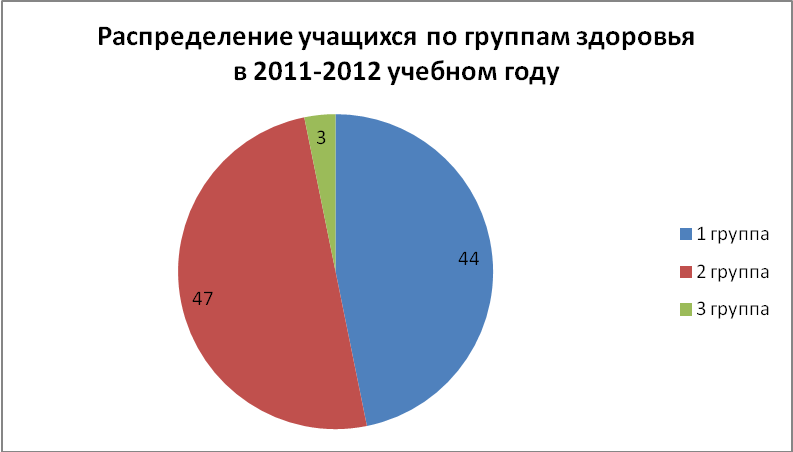 Распределение учащихся по группам здоровья
в 2011-2012 учебном году
3
44
47
1 группа
2 группа
3 группа